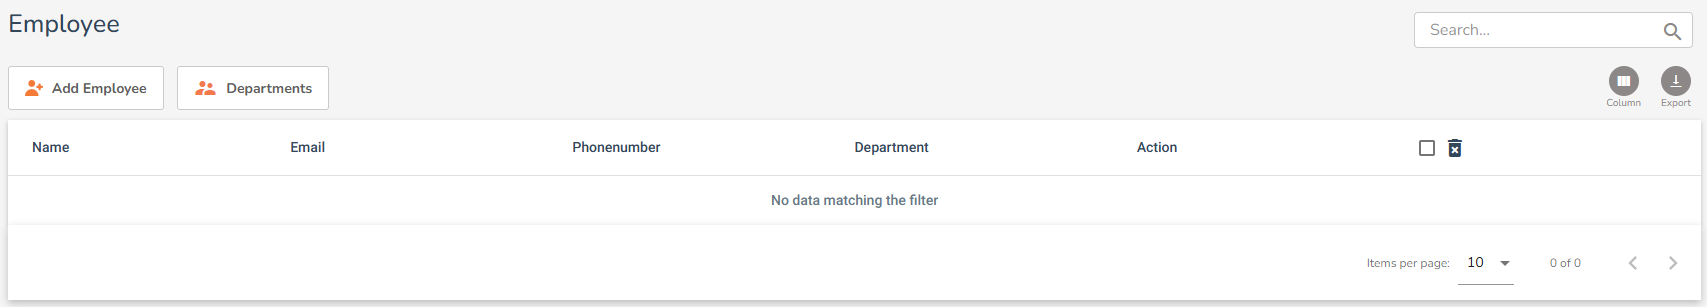 Employee
Search...
Add Employee Departments
Column Export
Name Email Phonenumber Department Action
No data matching the filter
Items per page: 10 0 of 0